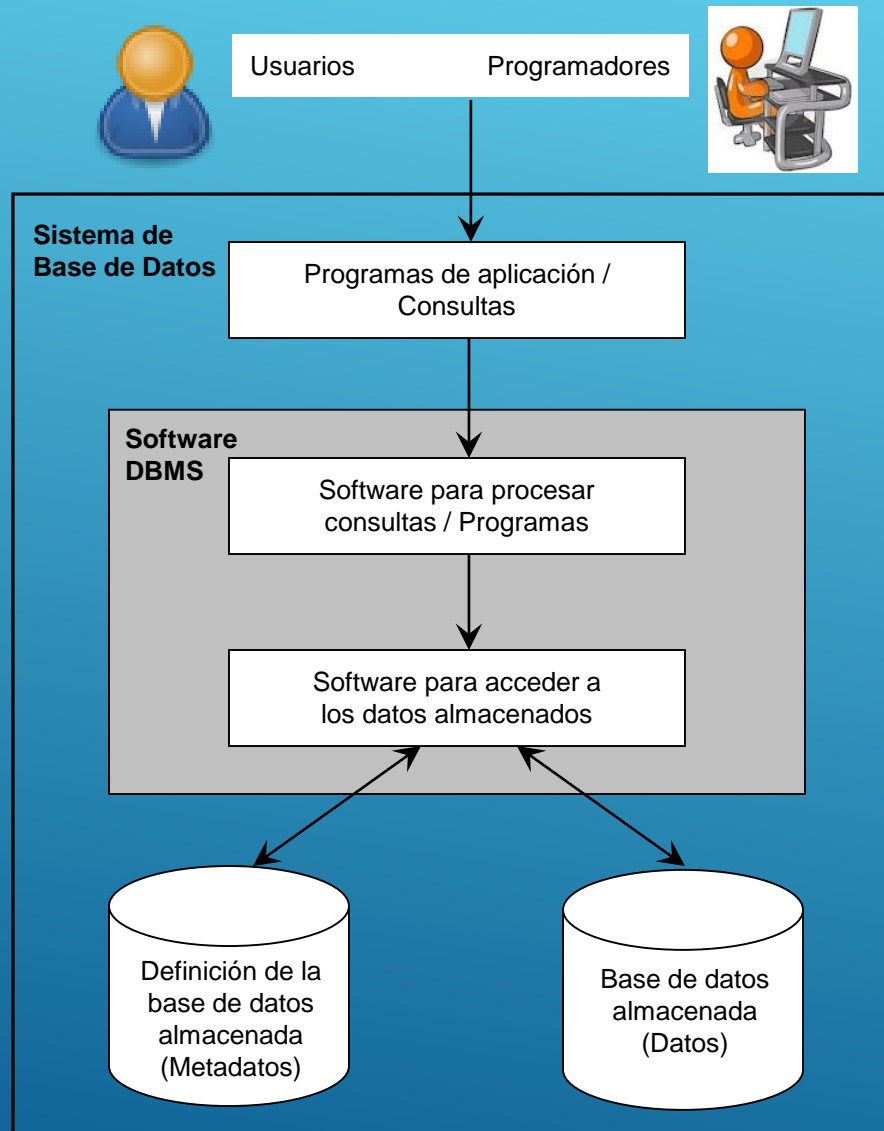 Usuarios Programadores
Sistema de
Base de Datos
Programas de aplicación /
Consultas
Software
DBMS
Software para procesar
consultas / Programas
Software para acceder a
los datos almacenados
Definición de la
base de datos
almacenada
(Metadatos)
Base de datos
almacenada
(Datos)